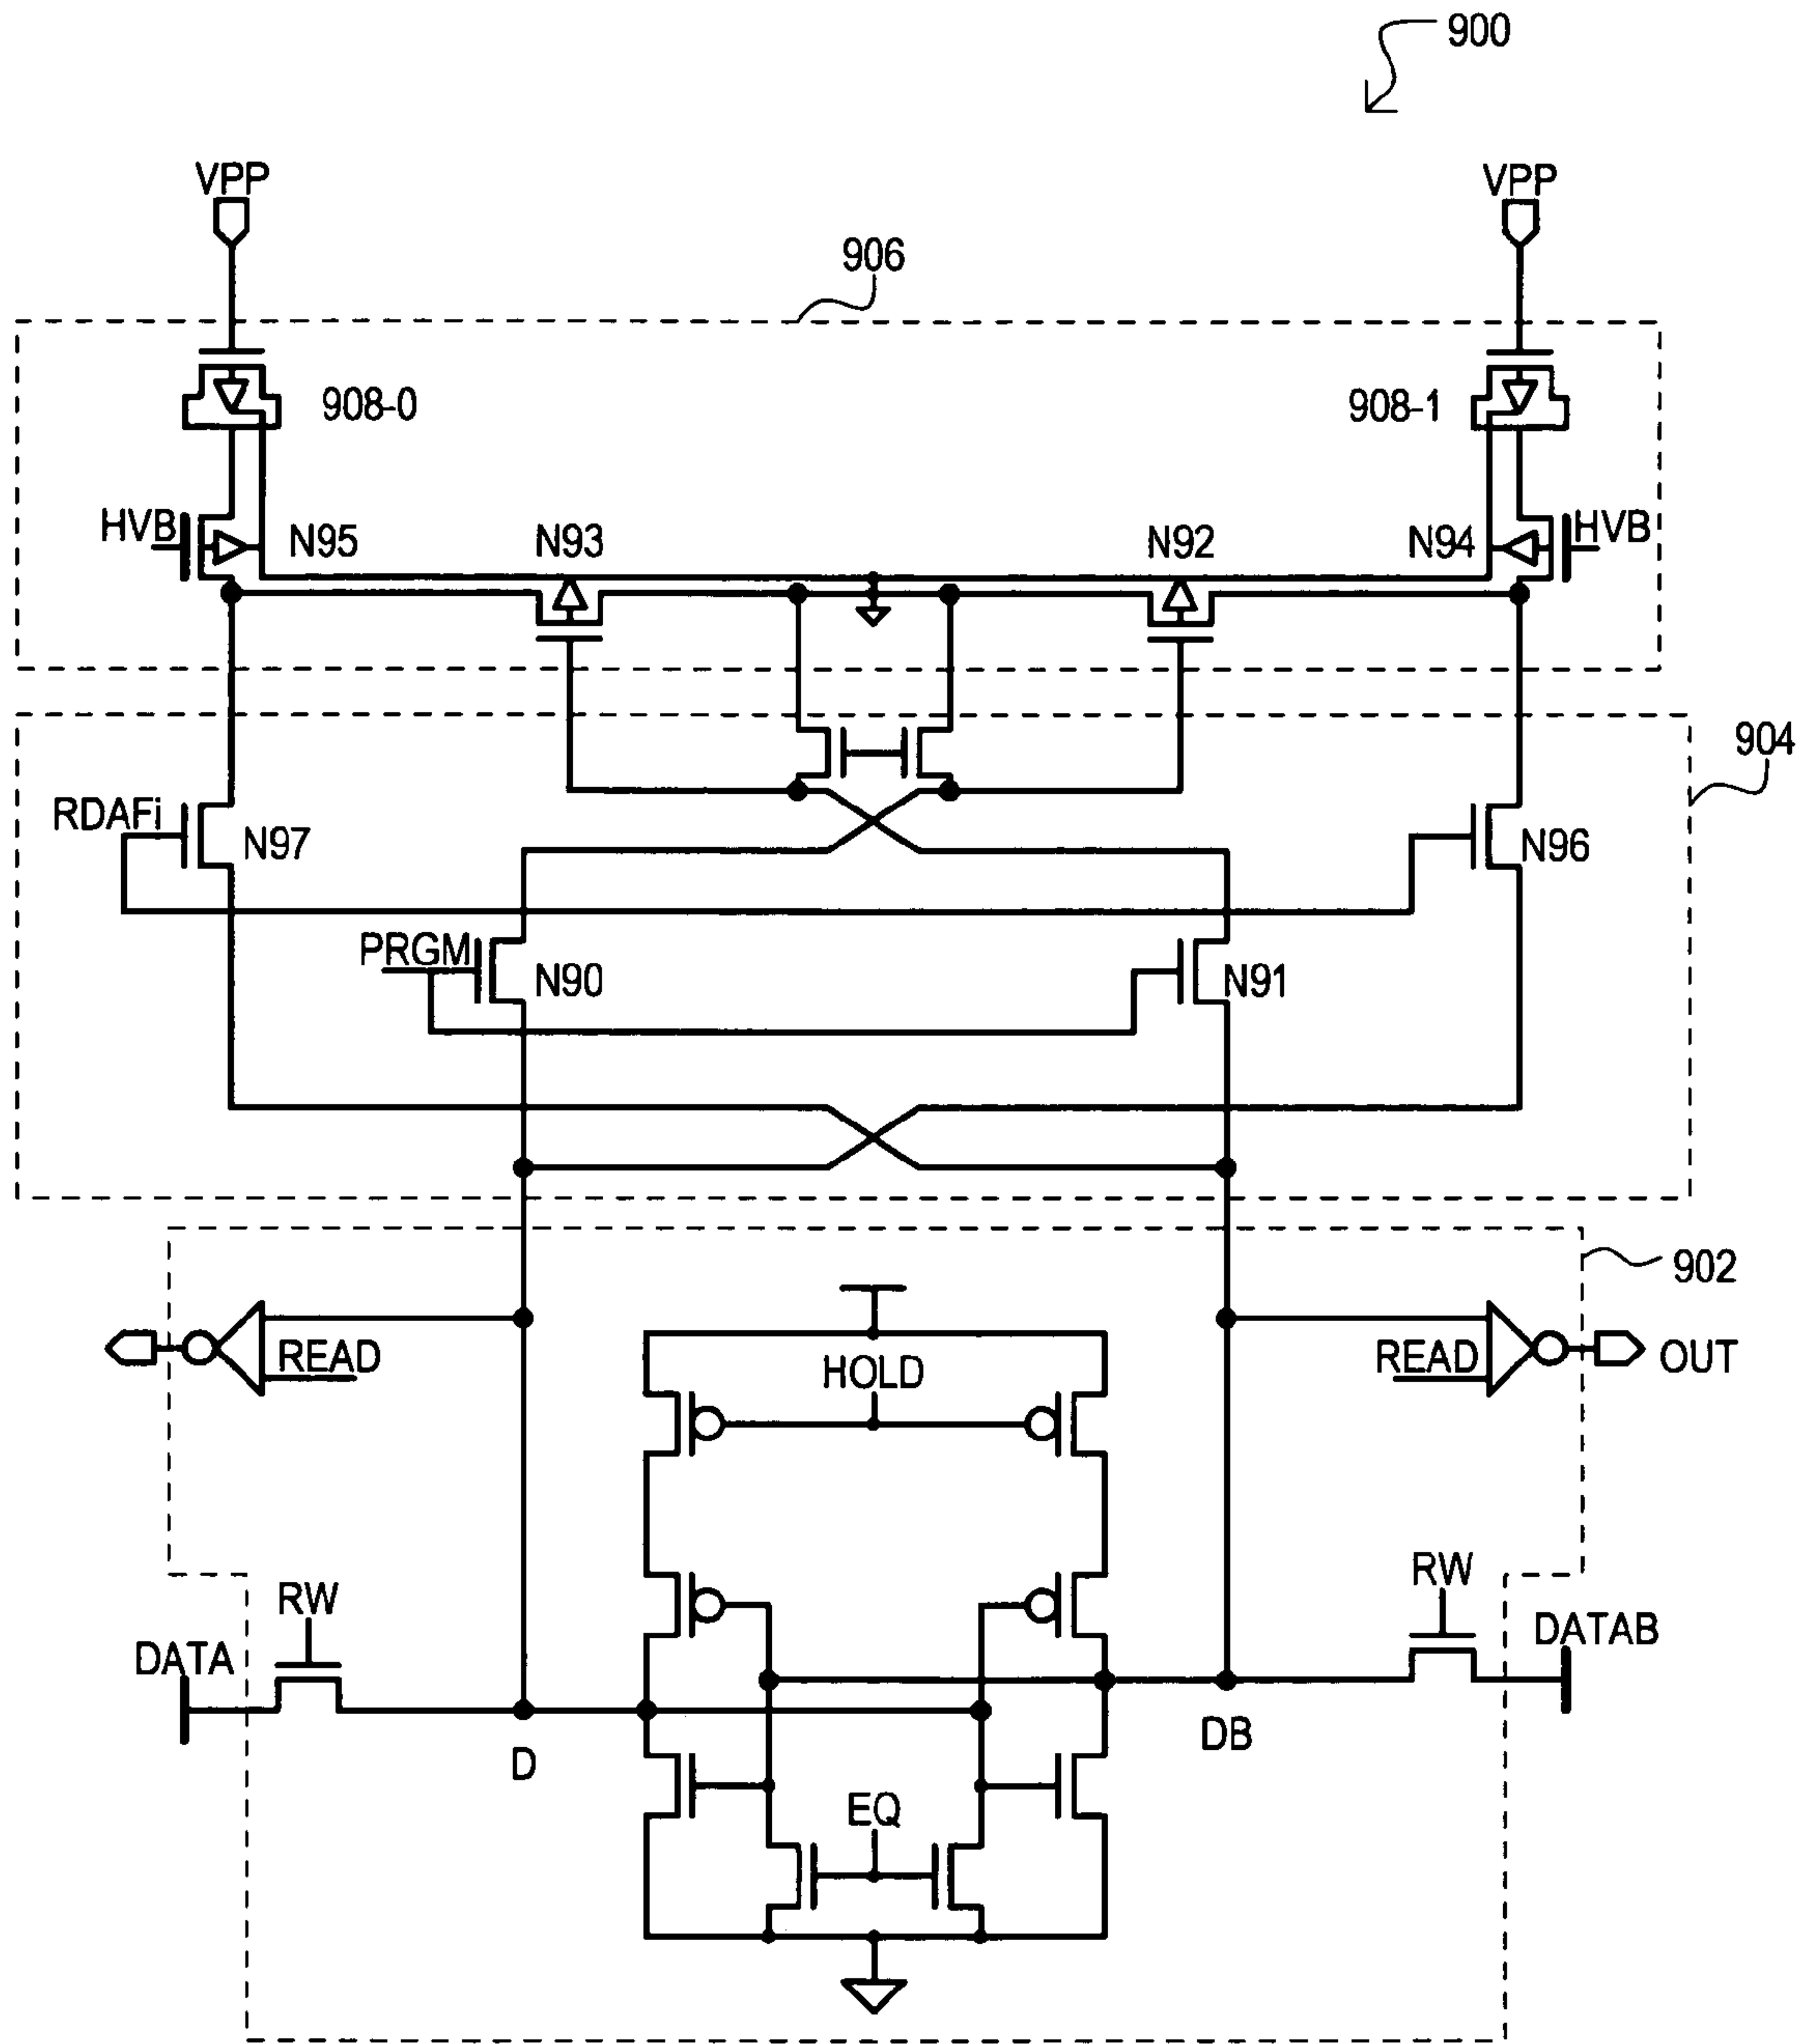 900
VPP
VPP
906
908-0
908-1
HVB
N95
N93
N92
N94
HVB
904
RDAFi
N97
N96
PRGM
N90
N91
902
READ
HOLD
READ
OUT
RW
RW
DATA
DATAB
D
DB
EQ